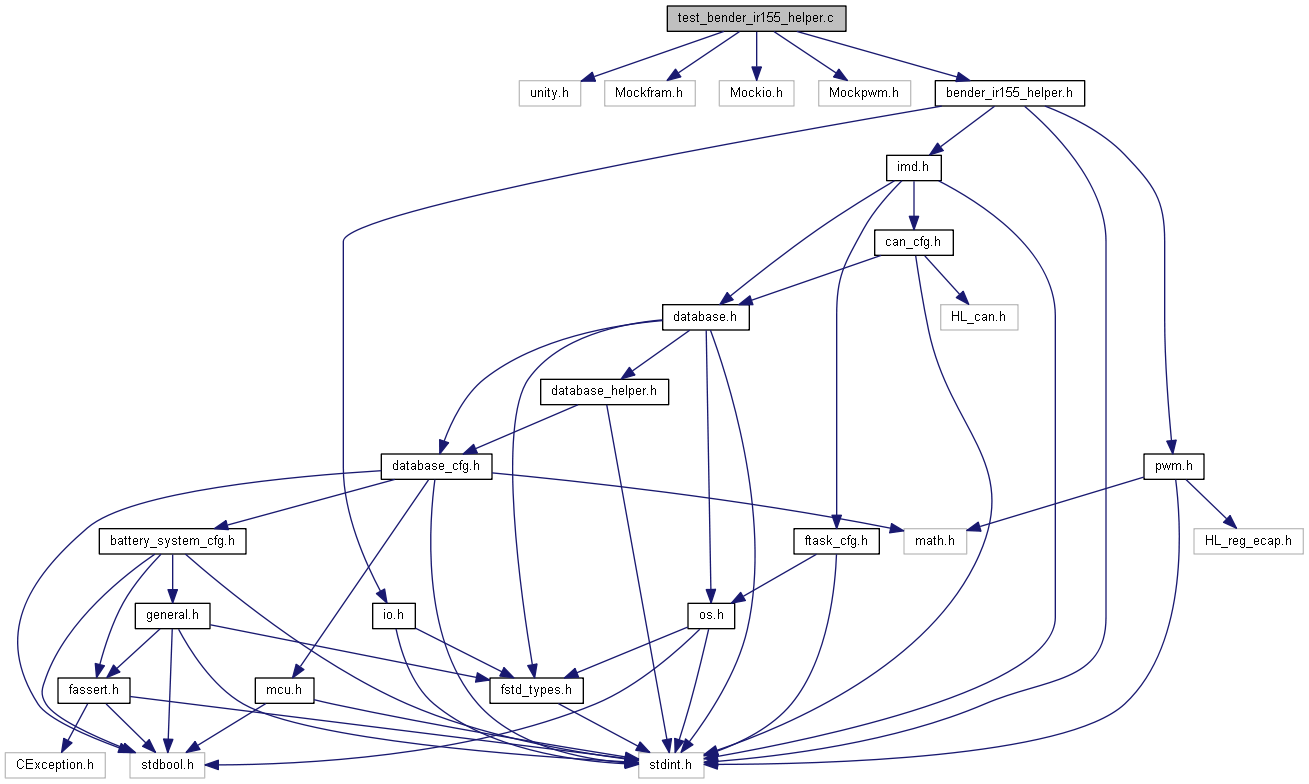 test_bender_ir155_helper.c
unity.h
Mockfram.h
Mockio.h
Mockpwm.h
bender_ir155_helper.h
imd.h
can_cfg.h
database.h
HL_can.h
database_helper.h
database_cfg.h
pwm.h
battery_system_cfg.h
ftask_cfg.h
math.h
HL_reg_ecap.h
general.h
io.h
os.h
fassert.h
mcu.h
fstd_types.h
CException.h
stdbool.h
stdint.h